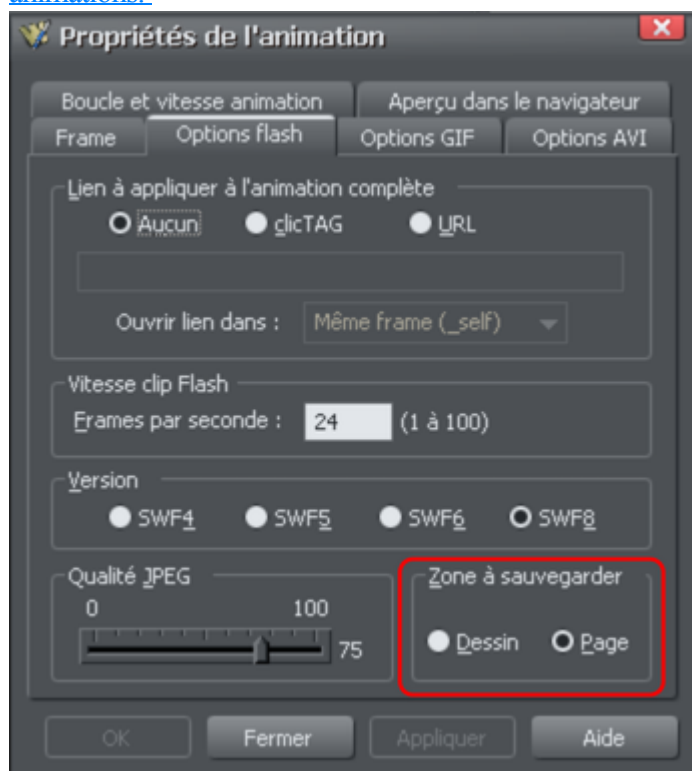 animations.
Propriétés de l'animation
Boucle et vitesse animation Aperçu dans le navigateur
Frame Options flash Options GIF Options AVI
Lien à appliquer à l'animation complète
Aucun clicTAG URL
Ouvrir lien dans : Même frame (_self)
Vitesse clip Flash
Frames par seconde : 24 (1 à 100)
Version
SWF4 SWF5 SWF6 SWF8
Qualité JPEG Zone à sauvegarder
0 100
75 Dessin Page
OK Fermer Appliquer Aide